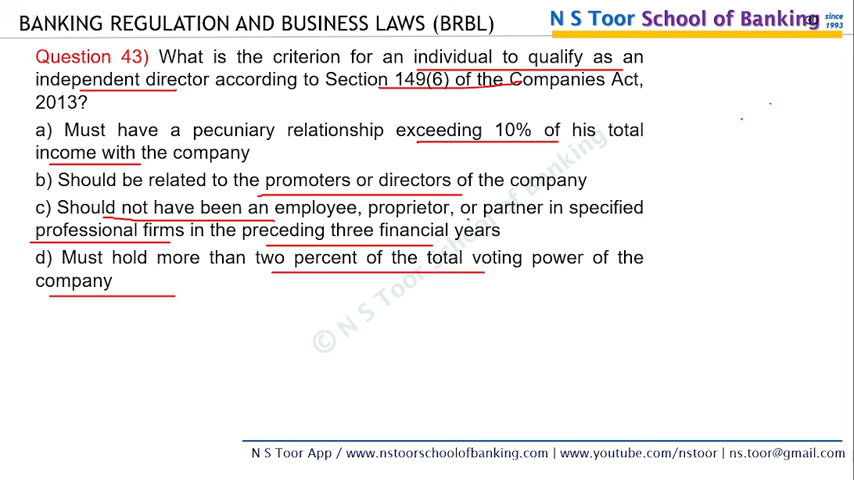 BANKING REGULATION AND BUSINESS LAWS (BRBL)
N S Toor School of Banking since 1993
Question 43) What is the criterion for an individual to qualify as an
independent director according to Section 149(6) of the Companies Act,
2013?
a) Must have a pecuniary relationship exceeding 10% of his total
income with the company
b) Should be related to the promoters or directors of the company
c) Should not have been an employee, proprietor, or partner in specified
professional firms in the preceding three financial years
d) Must hold more than two percent of the total voting power of the
company
© N S Toor School of Banking
N S Toor App / www.nstoorschoolofbanking.com | www.youtube.com/nstoor | ns.toor@gmail.com